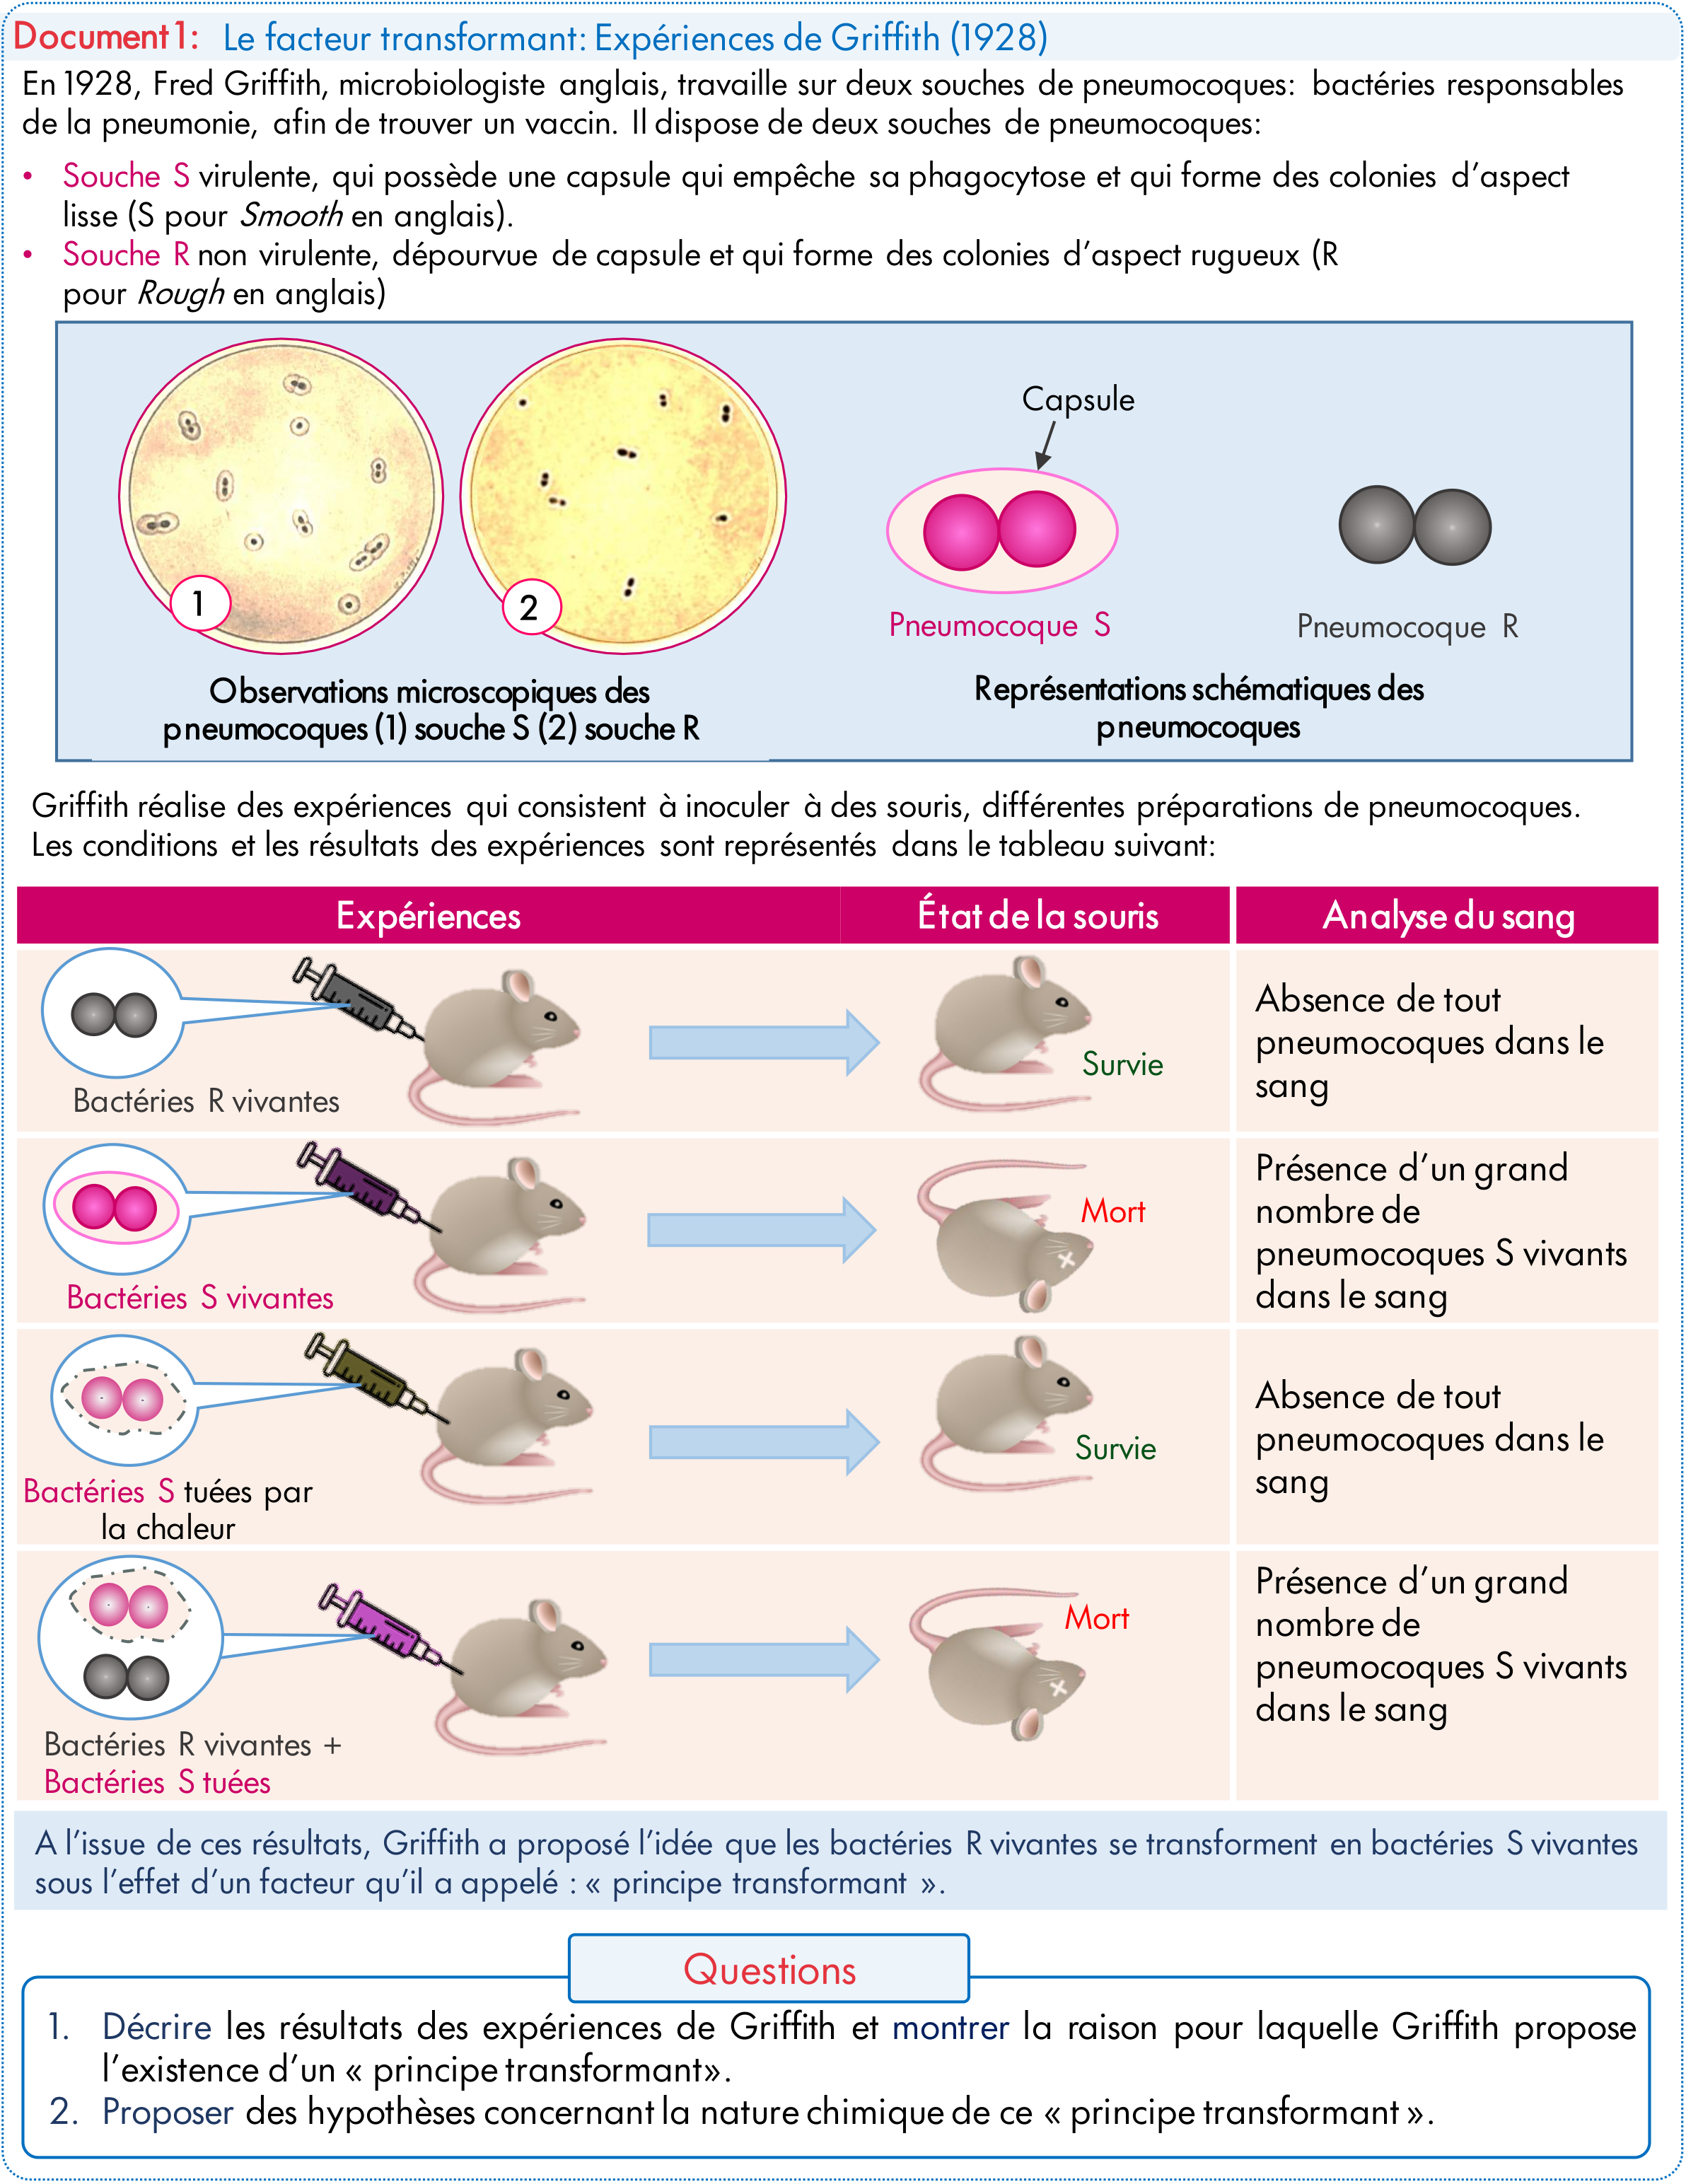 Document 1: Le facteur transformant: Expériences de Griffith (1928)
En 1928, Fred Griffith, microbiologiste anglais, travaille sur deux souches de pneumocoques: bactéries responsables
de la pneumonie, afin de trouver un vaccin. Il dispose de deux souches de pneumocoques:
• Souche S virulente, qui possède une capsule qui empêche sa phagocytose et qui forme des colonies d'aspect
lisse (S pour Smooth en anglais).
• Souche R non virulente, dépourvue de capsule et qui forme des colonies d'aspect rugueux (R
pour Rough en anglais)
Capsule
1
2
Pneumocoque S
Pneumocoque R
Observations microscopiques des
pneumocoques (1) souche S (2) souche R
Représentations schématiques des
pneumocoques
Griffith réalise des expériences qui consistent à inoculer à des souris, différentes préparations de pneumocoques.
Les conditions et les résultats des expériences sont représentés dans le tableau suivant:
Expériences
État de la souris
Analyse du sang
Bactéries R vivantes
Survie
Absence de tout
pneumocoques dans le
sang
Bactéries S vivantes
Mort
Présence d'un grand
nombre de
pneumocoques S vivants
dans le sang
Bactéries S tuées par
la chaleur
Survie
Absence de tout
pneumocoques dans le
sang
Bactéries R vivantes +
Bactéries S tuées
Mort
Présence d'un grand
nombre de
pneumocoques S vivants
dans le sang
A l'issue de ces résultats, Griffith a proposé l'idée que les bactéries R vivantes se transforment en bactéries S vivantes
sous l'effet d'un facteur qu'il a appelé : « principe transformant ».
Questions
1. Décrire les résultats des expériences de Griffith et montrer la raison pour laquelle Griffith propose
l'existence d'un « principe transformant».
2. Proposer des hypothèses concernant la nature chimique de ce « principe transformant ».